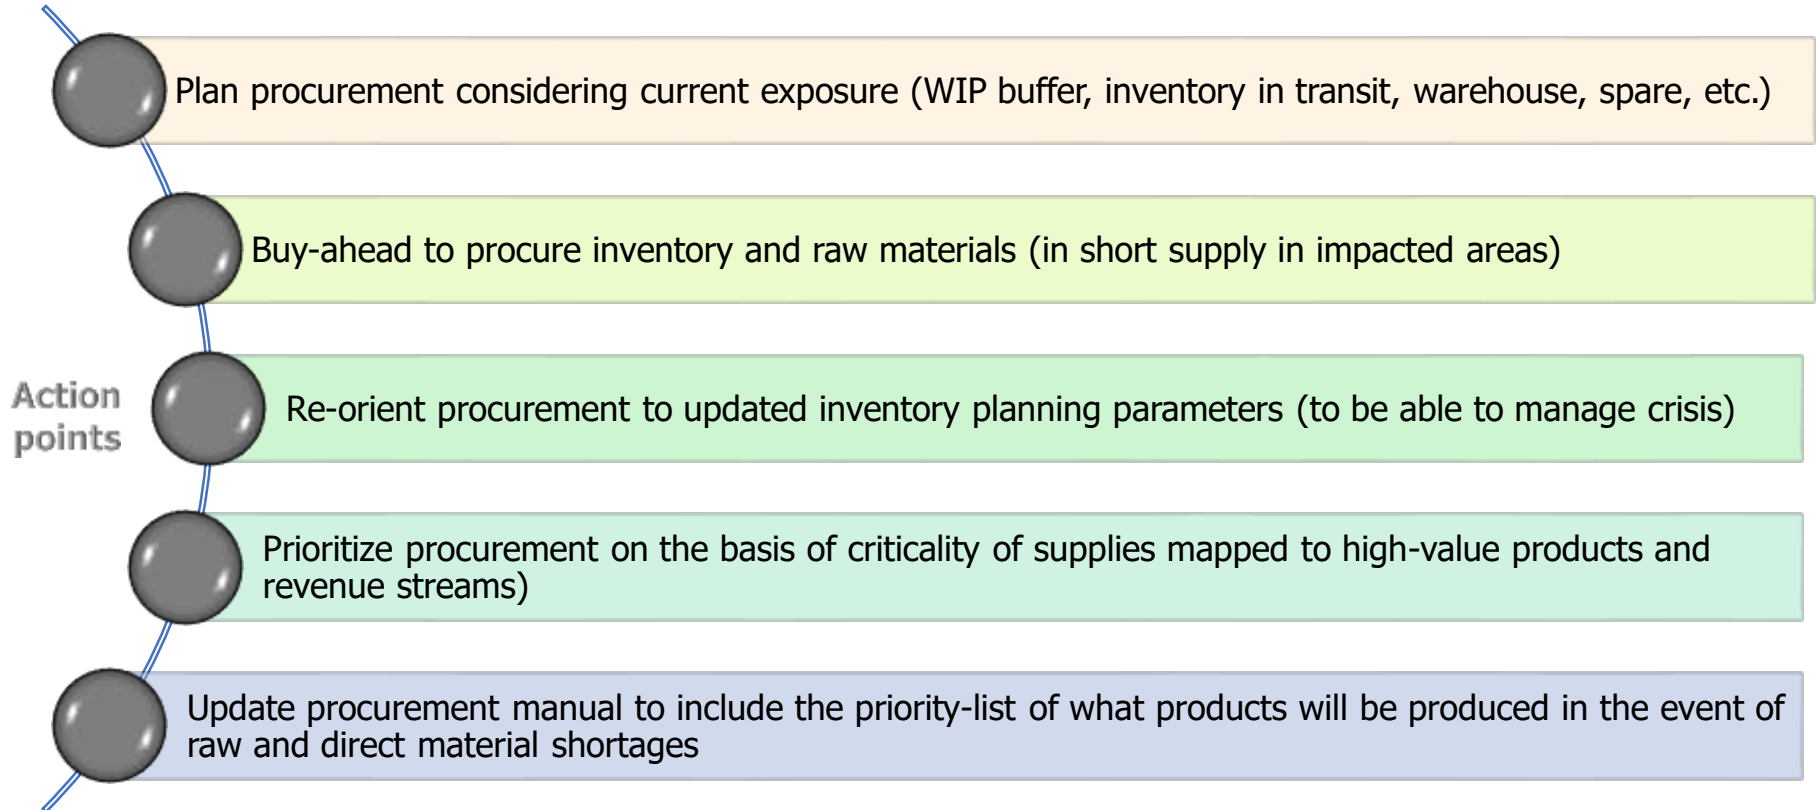 Plan procurement considering current exposure (WIP buffer, inventory in transit, warehouse, spare, etc.)
Buy-ahead to procure inventory and raw materials (in short supply in impacted areas)
Action
points
Re-orient procurement to updated inventory planning parameters (to be able to manage crisis)
Prioritize procurement on the basis of criticality of supplies mapped to high-value products and
revenue streams)
Update procurement manual to include the priority-list of what products will be produced in the event of
raw and direct material shortages